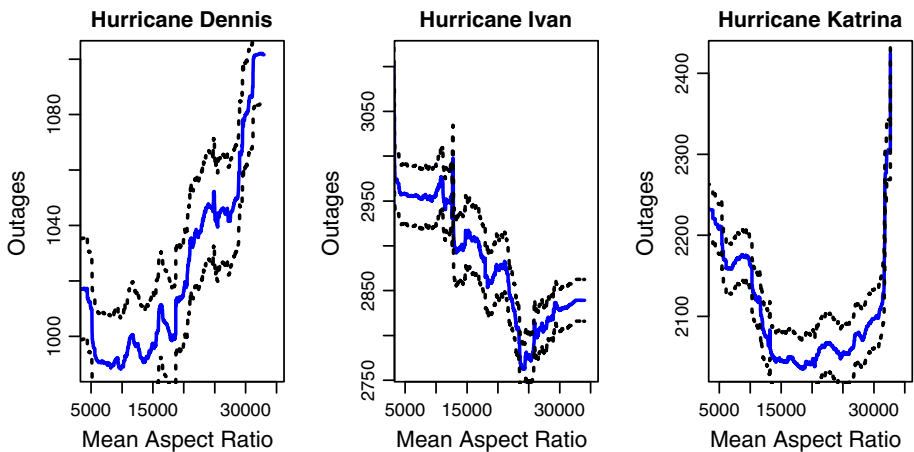 Hurricane Dennis
Outages
1000
1040
1080
5000
15000
30000
Mean Aspect Ratio
Hurricane Ivan
Outages
2750
2850
2950
3050
5000
15000
30000
Mean Aspect Ratio
Hurricane Katrina
Outages
2100
2200
2300
2400
5000
15000
30000
Mean Aspect Ratio